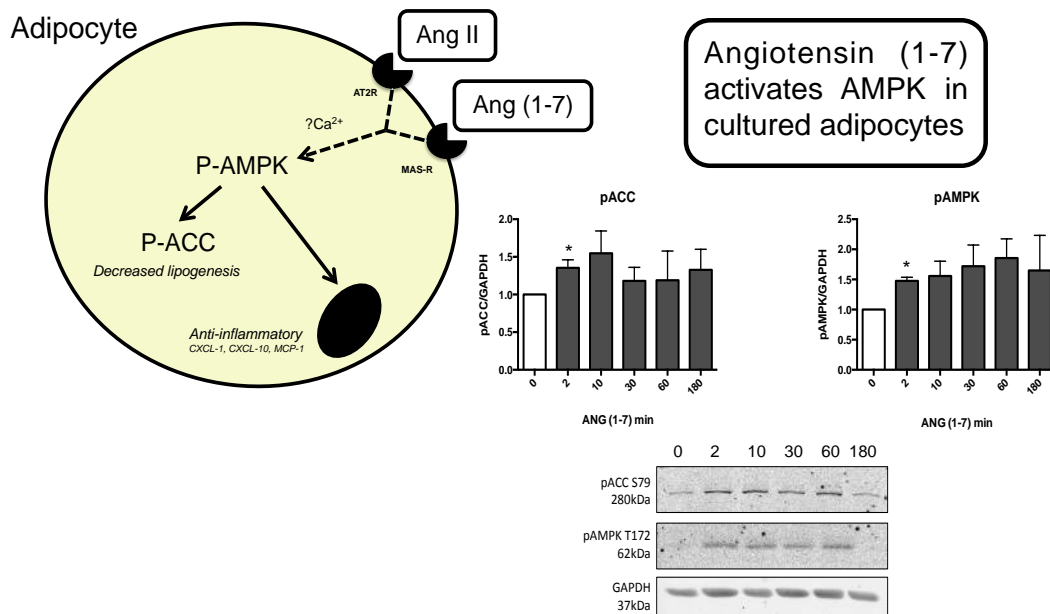 Adipocyte
Ang II
AT2R
Ang (1-7)
?Ca²⁺
MAS-R
P-AMPK
P-ACC
Decreased lipogenesis
Anti-inflammatory
CXCL-1, CXCL-10, MCP-1
Angiotensin (1-7)
activates AMPK in
cultured adipocytes
pACC
pACC/GAPDH
2.0
1.5
1.0
0.5
0.0
*
0 2 10 30 60 180
ANG (1-7) min
pAMPK
pAMPK/GAPDH
2.5
2.0
1.5
1.0
0.5
0.0
*
0 2 10 30 60 180
ANG (1-7) min
0 2 10 30 60 180
pACC S79
280kDa
pAMPK T172
62kDa
GAPDH
37kDa